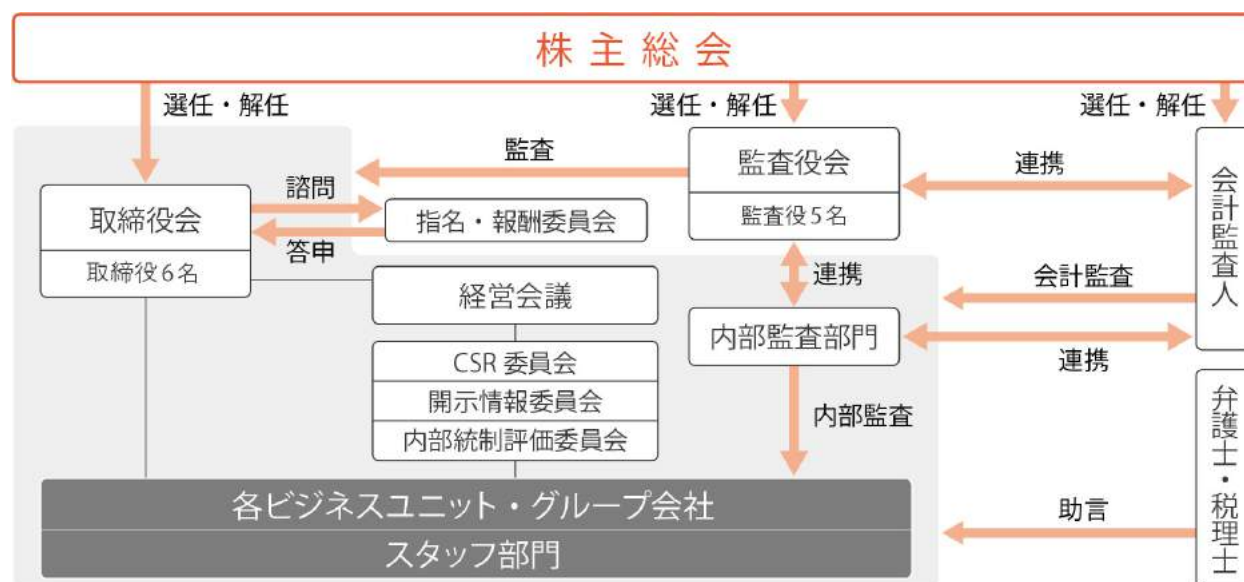 株主総会
選任・解任
選任・解任
選任・解任
監査
監査役会
監査役5名
連携
会計監査人
取締役会
取締役6名
諮問
答申
指名・報酬委員会
経営会議
連携
会計監査
内部監査部門
連携
CSR 委員会
開示情報委員会
内部統制評価委員会
内部監査
弁護士・税理士
各ビジネスユニット・グループ会社
スタッフ部門
助言